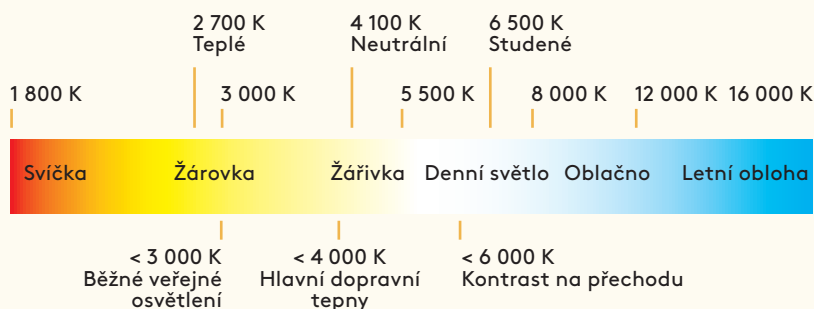 2 700 K
Teplé
4 100 K
Neutrální
6 500 K
Studené
1 800 K
3 000 K
5 500 K
8 000 K
12 000 K
16 000 K
Svíčka
Žárovka
Žářivka
Denní světlo
Oblačno
Letní obloha
< 3 000 K
Běžné veřejné
osvětlení
< 4 000 K
Hlavní dopravní
tepny
< 6 000 K
Kontrast na přechodu